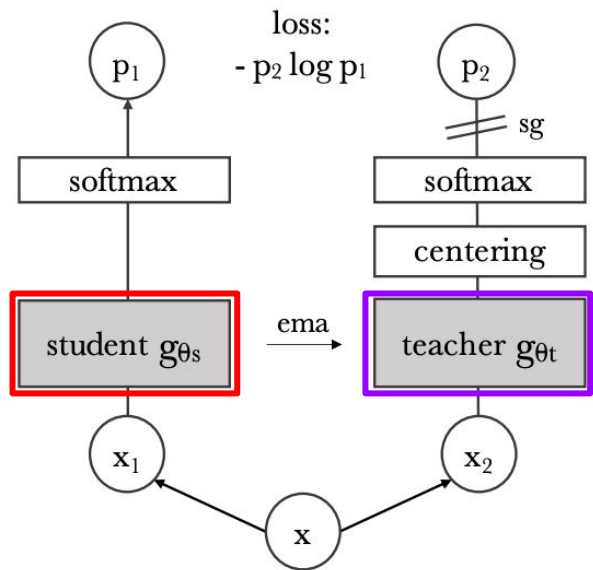 loss:
- p₂ log p₁
p₁
p₂
sg
softmax
softmax
centering
student gθs
ema
teacher gθt
x₁
x₂
x